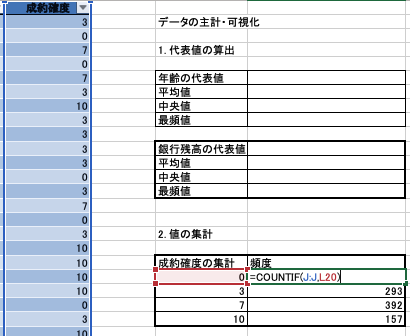 成約確度
3 データの主計・可視化
0
7 1. 代表値の算出
0
7 年齢の代表値
3 平均値
10 中央値
3 最頻値
3
3 銀行残高の代表値
3 平均値
0 中央値
3 最頻値
7
0
3 2. 値の集計
10
10 成約確度の集計 頻度
10 0 =COUNTIF(J:J,L20)
10 3 293
0 7 392
3 10 157
10